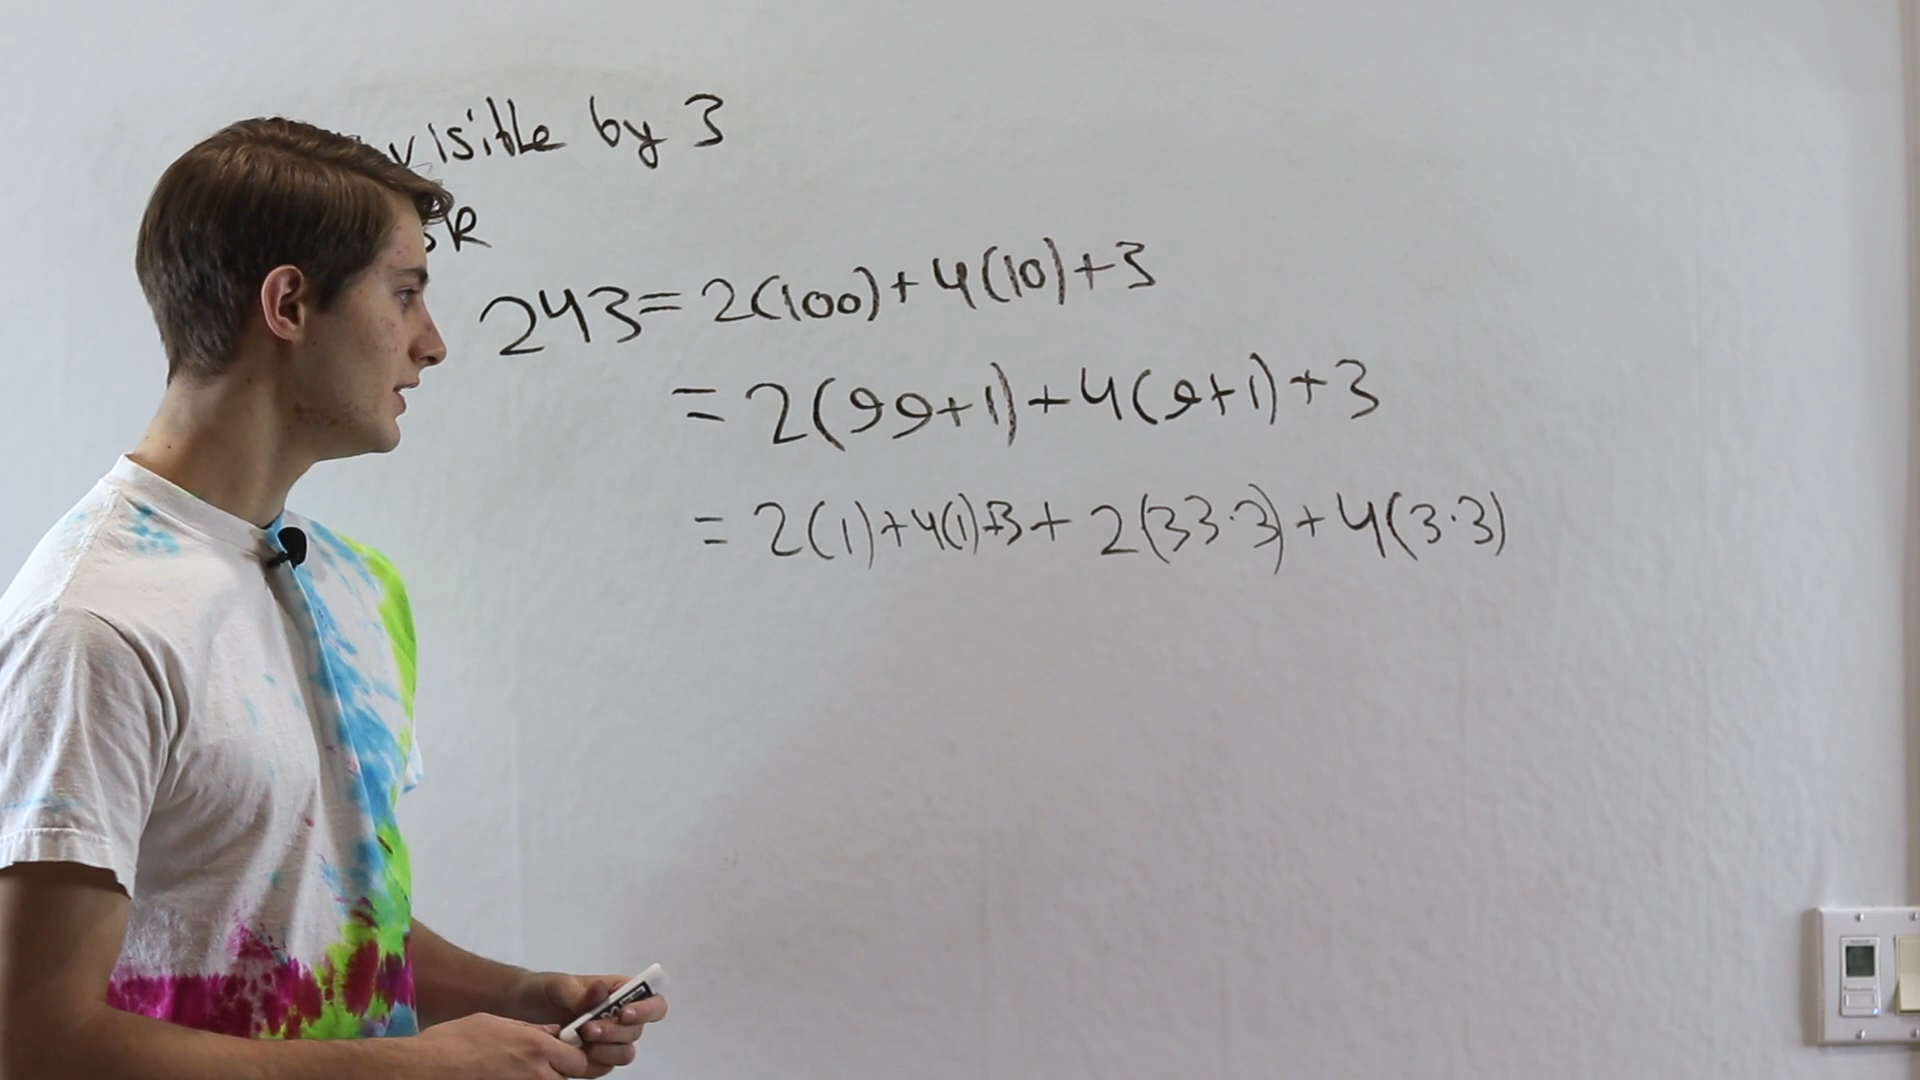 visible by 3
3k
243 = 2(100) + 4(10) + 3
= 2(99+1) + 4(9+1) + 3
= 2(1) + 4(1) + 3 + 2(33·3) + 4(3·3)